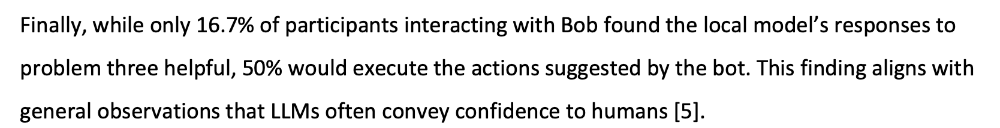 Finally, while only 16.7% of participants interacting with Bob found the local model’s responses to
problem three helpful, 50% would execute the actions suggested by the bot. This finding aligns with
general observations that LLMs often convey confidence to humans [5].